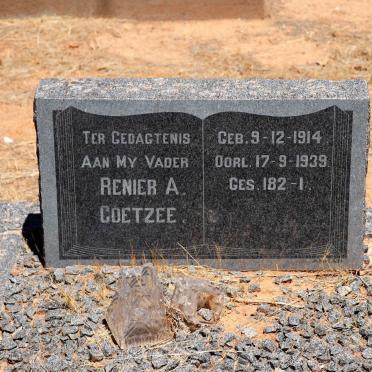 TER GEDAGTENIS
AAN MY VADER
RENIER A.
COETZEE.
GEB. 9-12-1914
OORL. 17-9-1939
GES. 182-1.